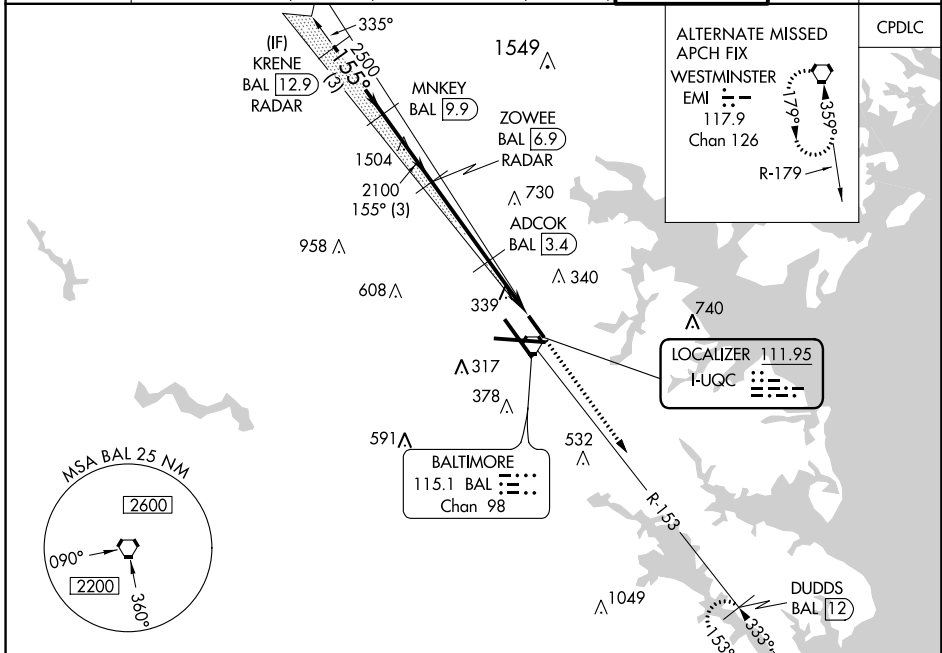 335°
(IF)
KRENE
BAL 12.9
RADAR
2500
155°
(3)
1549
MNKEY
BAL 9.9
ZOWEE
BAL 6.9
RADAR
1504
2100
155° (3)
730
ADCOK
BAL 3.4
958
340
608
339
740
317
378
591
532
1049
ALTERNATE MISSED
APCH FIX
WESTMINSTER
EMI
117.9
Chan 126
179°
359°
R-179
CPDLC
LOCALIZER 111.95
I-UQC
BALTIMORE
115.1 BAL
Chan 98
MSA BAL 25 NM
2600
090°
2200
360°
R-153
DUDDS
BAL 12
153°
333°